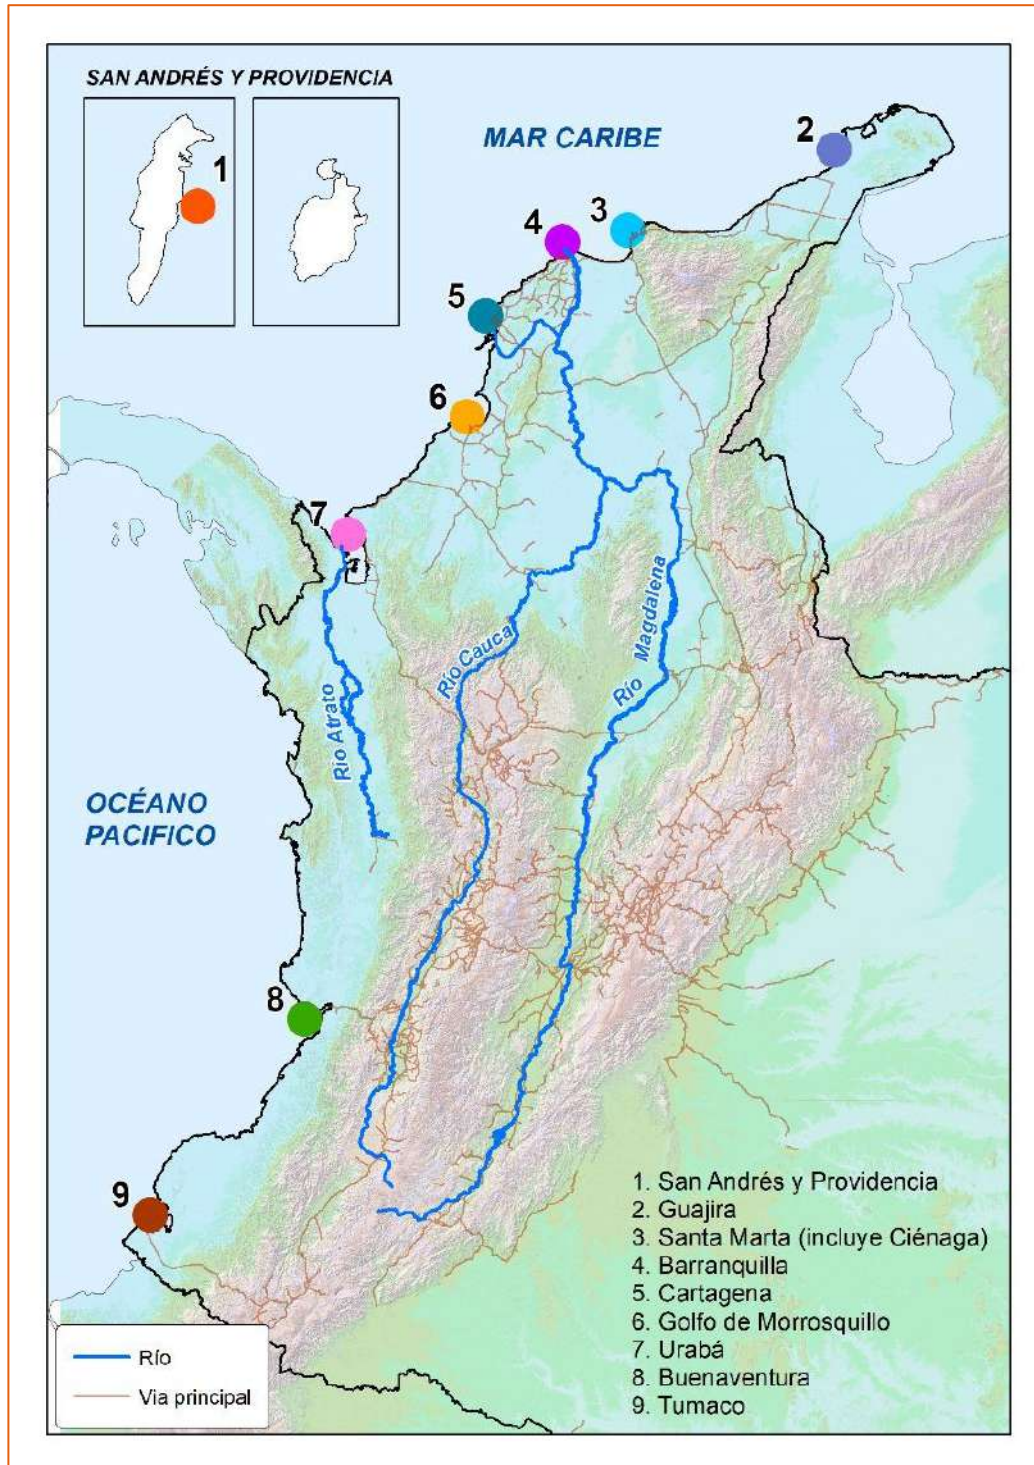 SAN ANDRÉS Y PROVIDENCIA
1
MAR CARIBE
2
3
4
5
6
7
Río Atrato
Río Cauca
Río
Magdalena
OCÉANO
PACIFICO
8
9
1. San Andrés y Providencia
2. Guajira
3. Santa Marta (incluye Ciénaga)
4. Barranquilla
5. Cartagena
6. Golfo de Morrosquillo
7. Urabá
8. Buenaventura
9. Tumaco
Río
Via principal